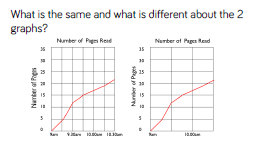 What is the same and what is different about the 2
graphs?
Number of Pages Read
35
30
25
20
15
10
5
0
Number of Pages
9am 9.30am 10.00am 10.30am
Number of Pages Read
35
30
25
20
15
10
5
0
Number of Pages
9am 10.00am